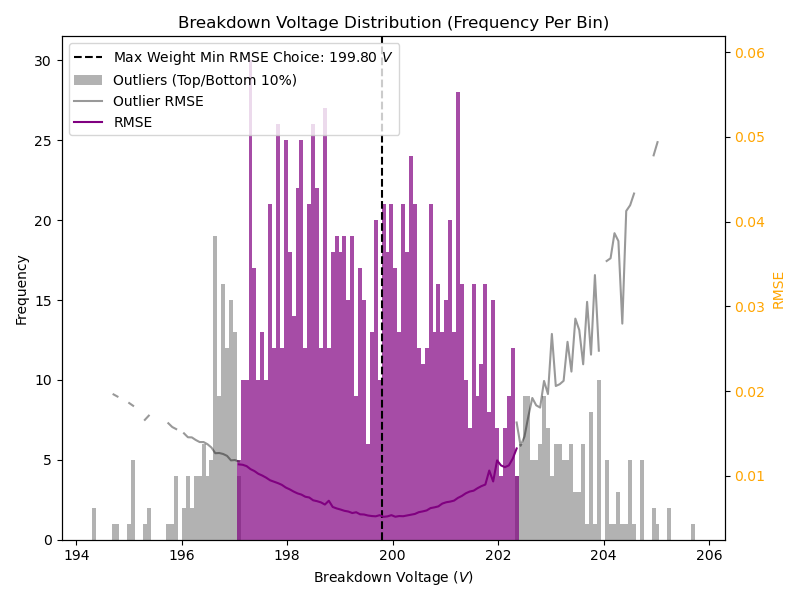 Breakdown Voltage Distribution (Frequency Per Bin)
Max Weight Min RMSE Choice: 199.80 V
Outliers (Top/Bottom 10%)
Outlier RMSE
RMSE
Frequency
30
25
20
15
10
5
0
0.06
0.05
0.04
0.03
0.02
0.01
RMSE
194
196
198
200
202
204
206
Breakdown Voltage (V)